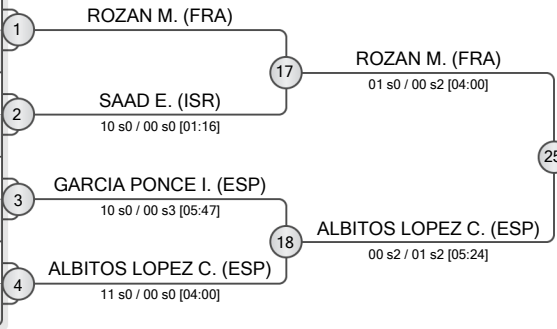 ROZAN M. (FRA)
1
17
ROZAN M. (FRA)
01 s0 / 00 s2 [04:00]
SAAD E. (ISR)
10 s0 / 00 s0 [01:16]
2
25
GARCIA PONCE I. (ESP)
10 s0 / 00 s3 [05:47]
3
18
ALBITOS LOPEZ C. (ESP)
00 s2 / 01 s2 [05:24]
ALBITOS LOPEZ C. (ESP)
11 s0 / 00 s0 [04:00]
4